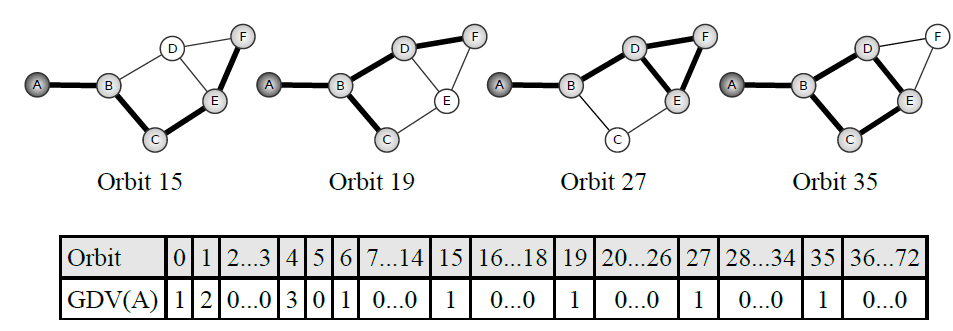 A B C D E F
A B C D E F
A B C D E F
A B C D E F
Orbit 15 Orbit 19 Orbit 27 Orbit 35
Orbit 0 1 2...3 4 5 6 7...14 15 16...18 19 20...26 27 28...34 35 36...72
GDV(A) 1 2 0...0 3 0 1 0...0 1 0...0 1 0...0 1 0...0 1 0...0